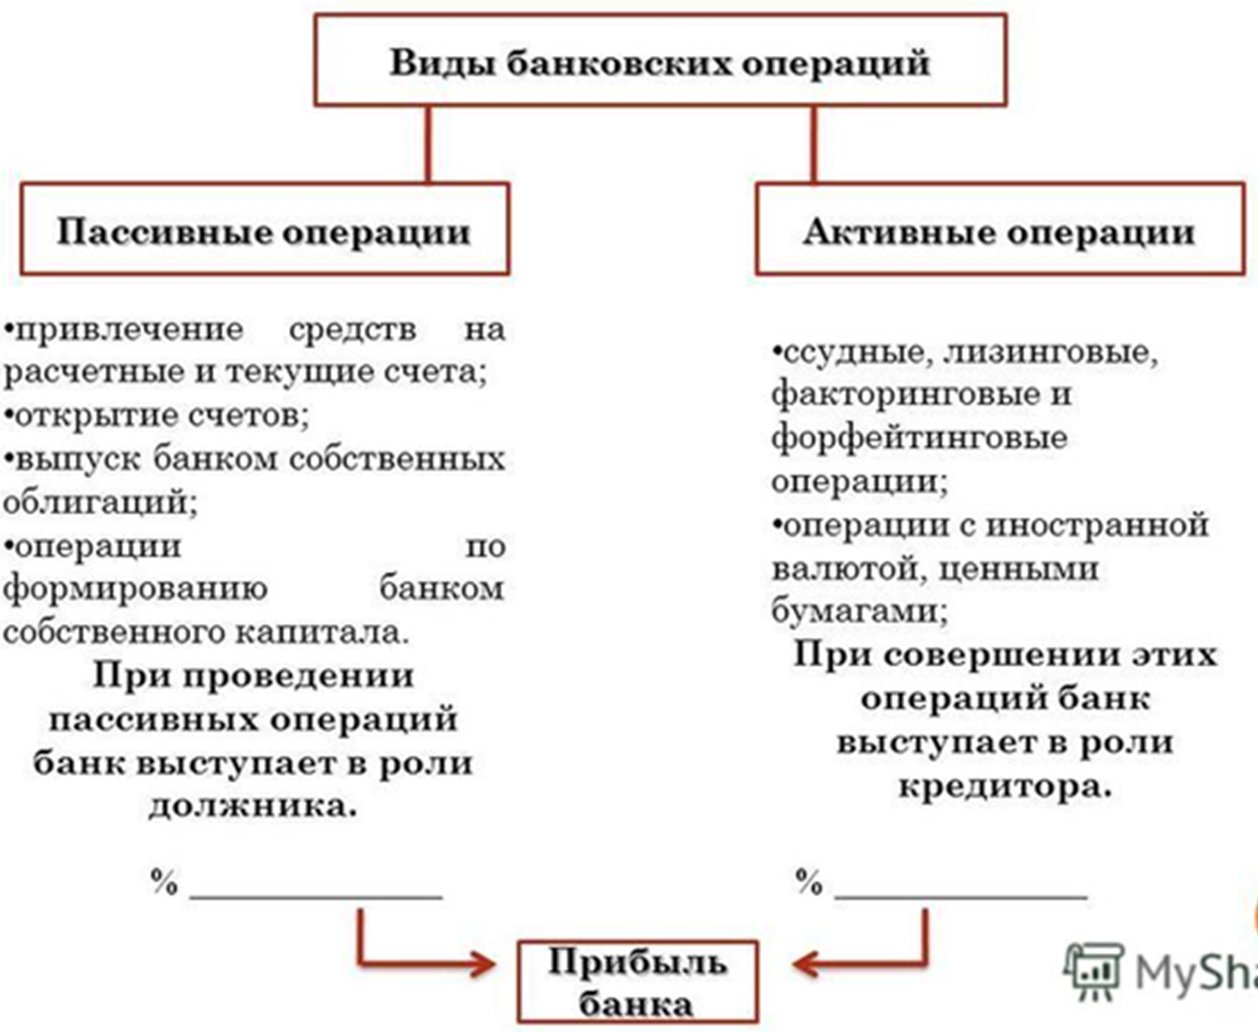 Виды банковских операций
Пассивные операции
•привлечение средств на
расчетные и текущие счета;
•открытие счетов;
•выпуск банком собственных
облигаций;
•операции по
формированию банком
собственного капитала.
При проведении
пассивных операций
банк выступает в роли
должника.
% ______________
Активные операции
•ссудные, лизинговые,
факторинговые и
форфейтинговые
операции;
•операции с иностранной
валютой, ценными
бумагами;
При совершении этих
операций банк
выступает в роли
кредитора.
% ______________
Прибыль
банка
MySha